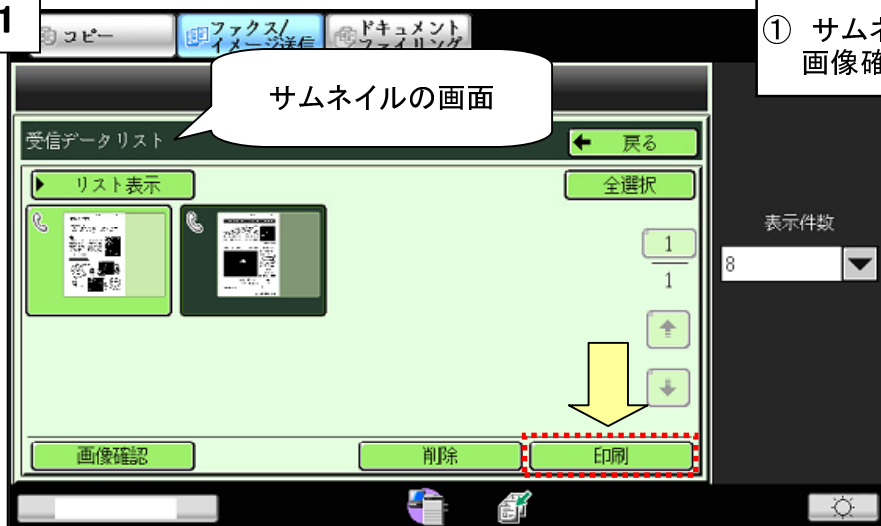 1
コピー
ファクス/
イメージ送信
ドキュメント
ファイリング
① サムネ
画像確
サムネイルの画面
受信データリスト
戻る
リスト表示
全選択
1
1
表示件数
8
画像確認
削除
印刷